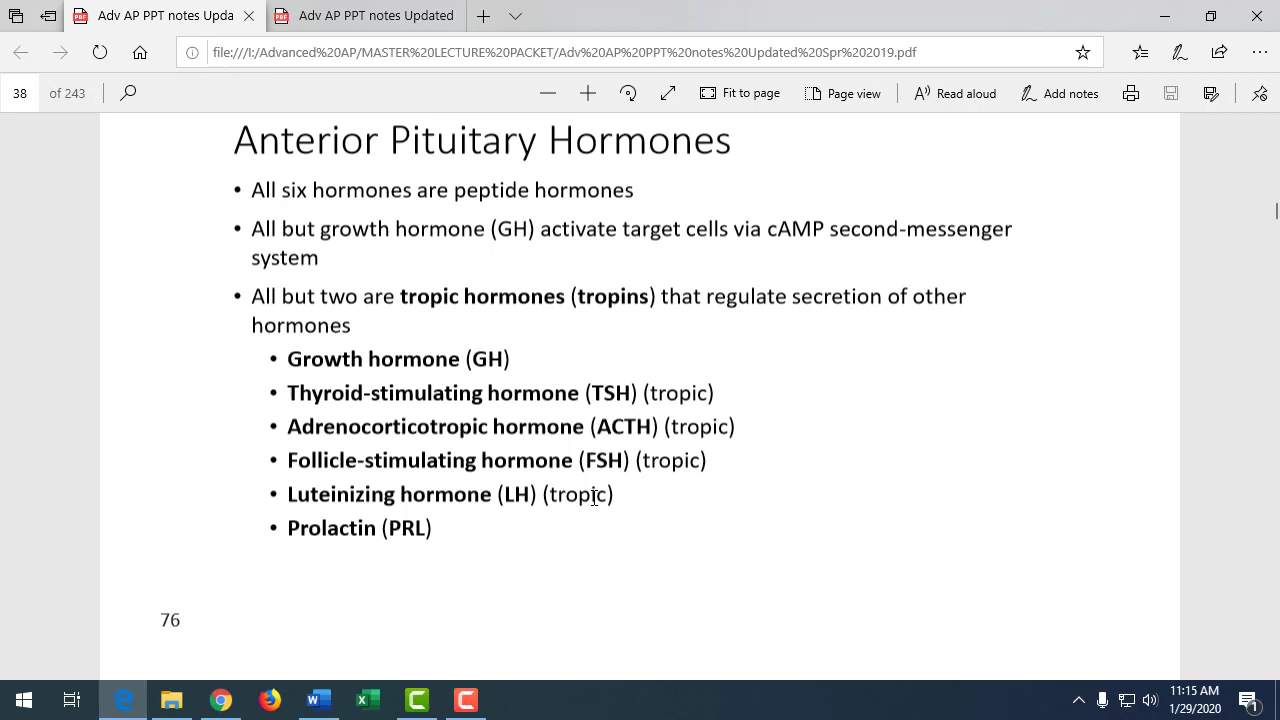 Adv AP PPT Notes Updated
Adv AP PPT notes Updated
file:///I:/Advanced%20AP/MASTER%20LECTURE%20PACKET/Adv%20AP%20PPT%20notes%20Updated%20Spr%202019.pdf
38 of 243 Fit to page Page view Read aloud Add notes
Anterior Pituitary Hormones
• All six hormones are peptide hormones
• All but growth hormone (GH) activate target cells via cAMP second-messenger
system
• All but two are tropic hormones (tropins) that regulate secretion of other
hormones
• Growth hormone (GH)
• Thyroid-stimulating hormone (TSH) (tropic)
• Adrenocorticotropic hormone (ACTH) (tropic)
• Follicle-stimulating hormone (FSH) (tropic)
• Luteinizing hormone (LH) (tropic)
• Prolactin (PRL)
76
11:15 AM
1/29/2020
1